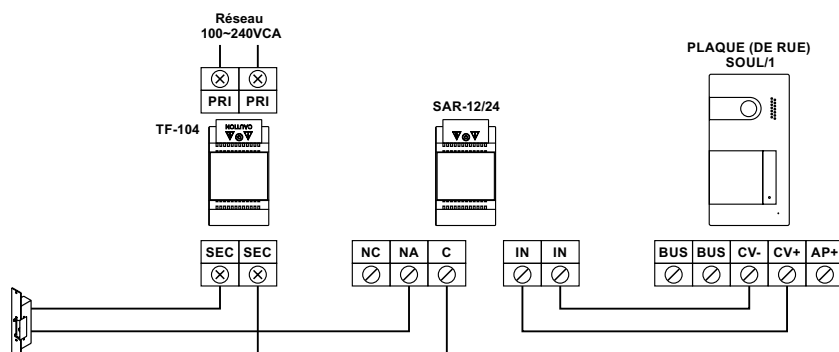 Réseau
100~240VCA
PRI PRI
TF-104
CAUTION
SAR-12/24
PLAQUE (DE RUE)
SOUL/1
SEC SEC
NC NA C
IN IN
BUS BUS CV- CV+ AP+